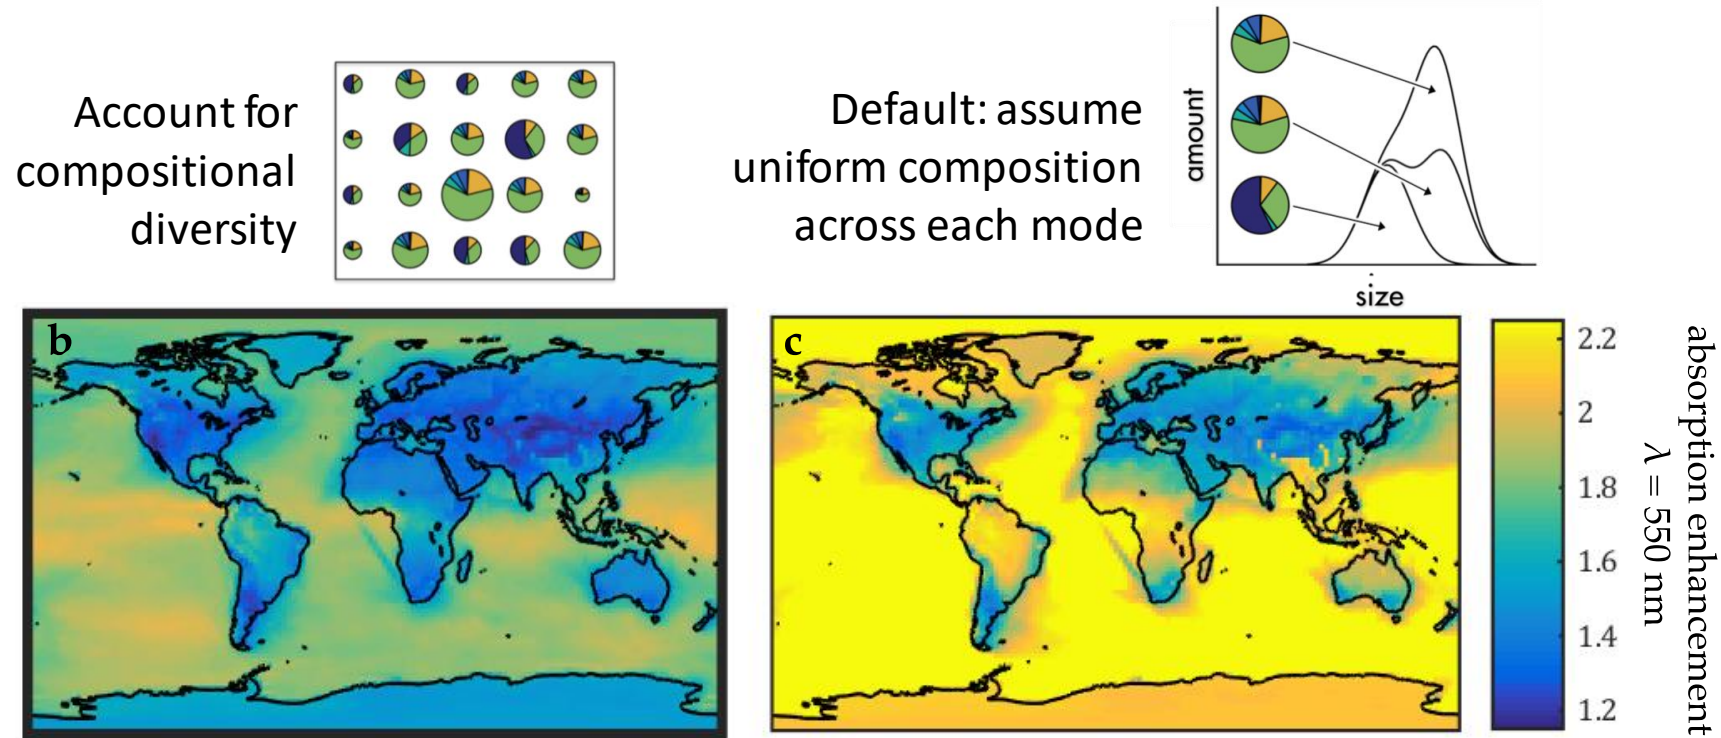 Account for
compositional
diversity
Default: assume
uniform composition
across each mode
amount
size
b
c
2.2
2
1.8
1.6
1.4
1.2
absorption enhancement
λ = 550 nm